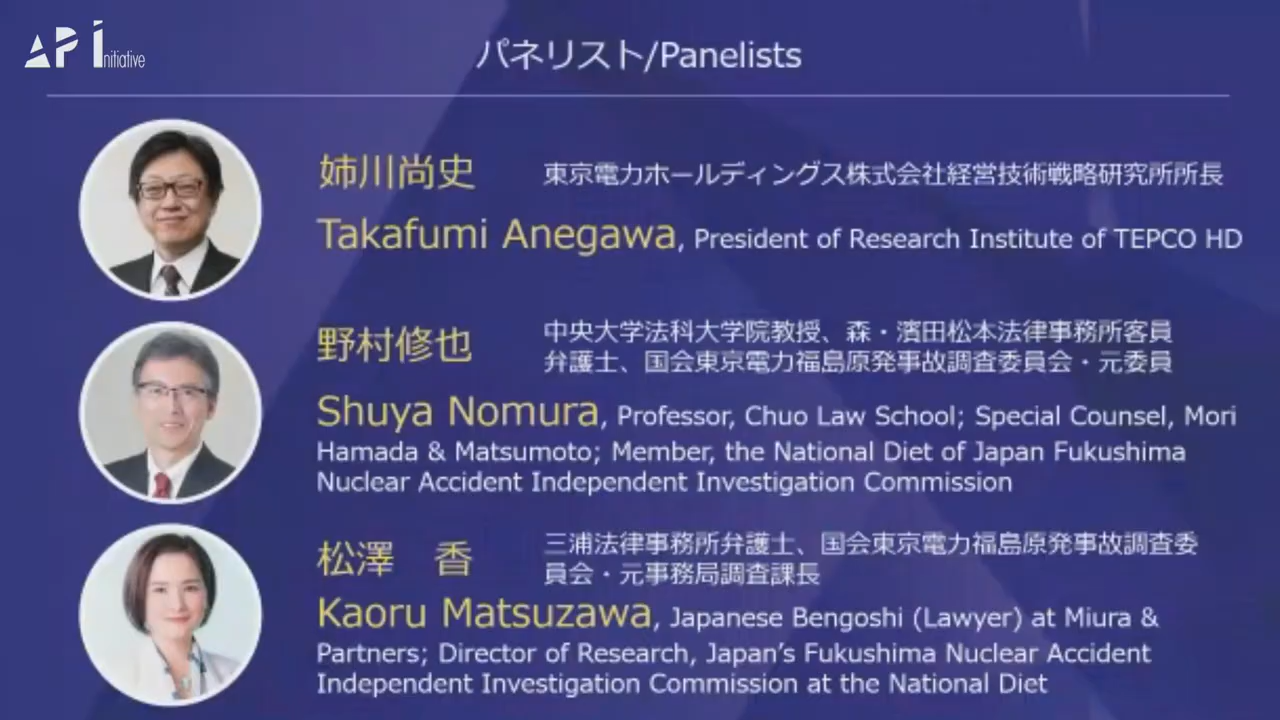 AP Initiative
パネリスト/Panelists
姉川尚史 東京電力ホールディングス株式会社経営技術戦略研究所所長
Takafumi Anegawa, President of Research Institute of TEPCO HD
野村修也 中央大学法科大学院教授、森・濱田松本法律事務所客員
弁護士、国会東京電力福島原発事故調査委員会・元委員
Shuya Nomura, Professor, Chuo Law School; Special Counsel, Mori
Hamada & Matsumoto; Member, the National Diet of Japan Fukushima
Nuclear Accident Independent Investigation Commission
松澤 香 三浦法律事務所弁護士、国会東京電力福島原発事故調査委
員会・元事務局調査課長
Kaoru Matsuzawa, Japanese Bengoshi (Lawyer) at Miura &
Partners; Director of Research, Japan's Fukushima Nuclear Accident
Independent Investigation Commission at the National Diet